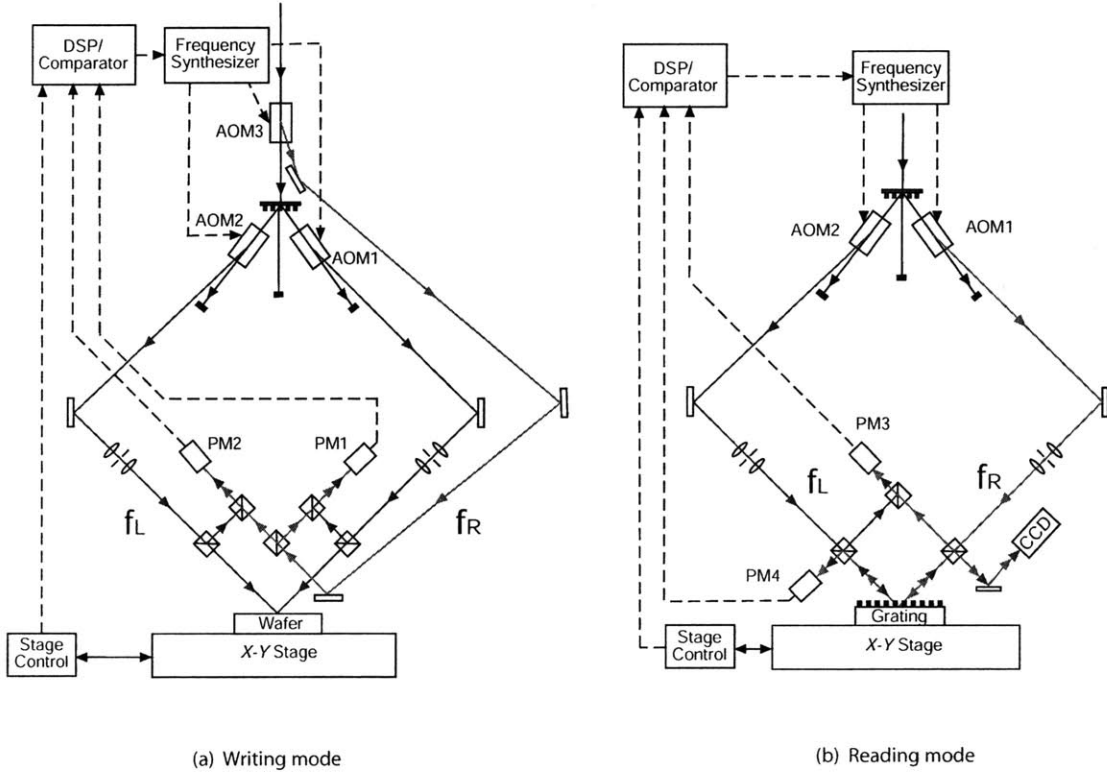 DSP/
Comparator
Frequency
Synthesizer
AOM3
AOM2
AOM1
PM2
PM1
fL
fR
Wafer
X-Y Stage
Stage
Control
(a) Writing mode
DSP/
Comparator
Frequency
Synthesizer
AOM2
AOM1
PM3
fL
fR
CCD
PM4
Grating
X-Y Stage
Stage
Control
(b) Reading mode